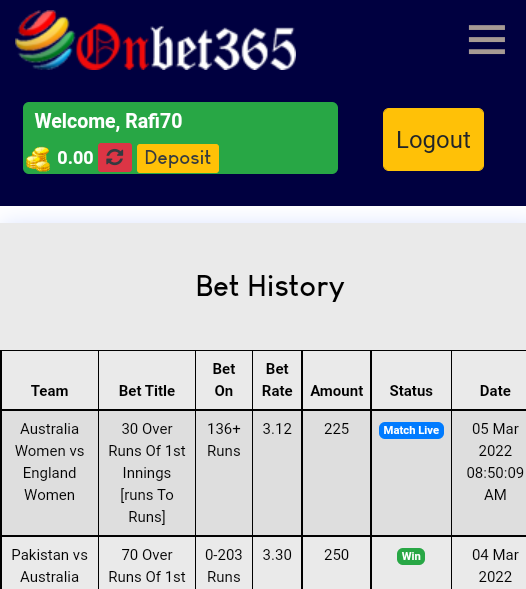 Onbet365
Welcome, Rafi70
0.00 Deposit
Logout
Bet History
Team Bet Title Bet On Bet Rate Amount Status Date
Australia Women vs England Women 30 Over Runs Of 1st Innings [runs To Runs] 136+ Runs 3.12 225 Match Live 05 Mar 2022 08:50:09 AM
Pakistan vs Australia 70 Over Runs Of 1st 0-203 Runs 3.30 250 Win 04 Mar 2022